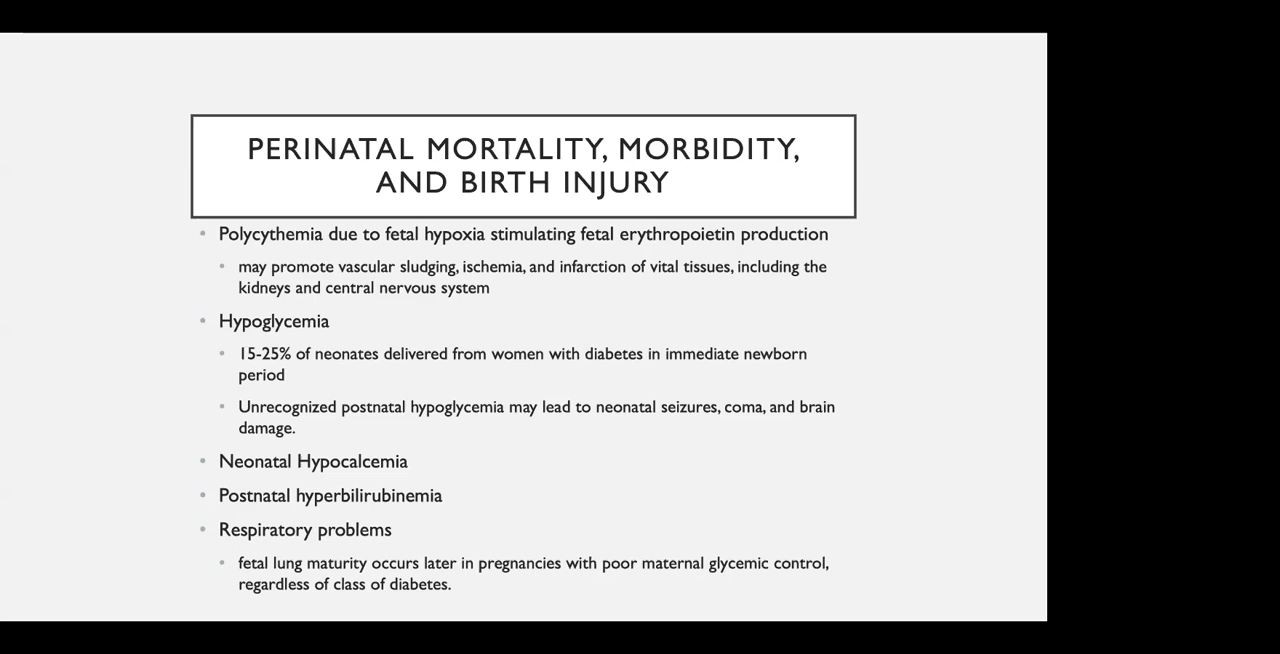 PERINATAL MORTALITY, MORBIDITY,
AND BIRTH INJURY
• Polycythemia due to fetal hypoxia stimulating fetal erythropoietin production
• may promote vascular sludging, ischemia, and infarction of vital tissues, including the
kidneys and central nervous system
• Hypoglycemia
• 15-25% of neonates delivered from women with diabetes in immediate newborn
period
• Unrecognized postnatal hypoglycemia may lead to neonatal seizures, coma, and brain
damage.
• Neonatal Hypocalcemia
• Postnatal hyperbilirubinemia
• Respiratory problems
• fetal lung maturity occurs later in pregnancies with poor maternal glycemic control,
regardless of class of diabetes.